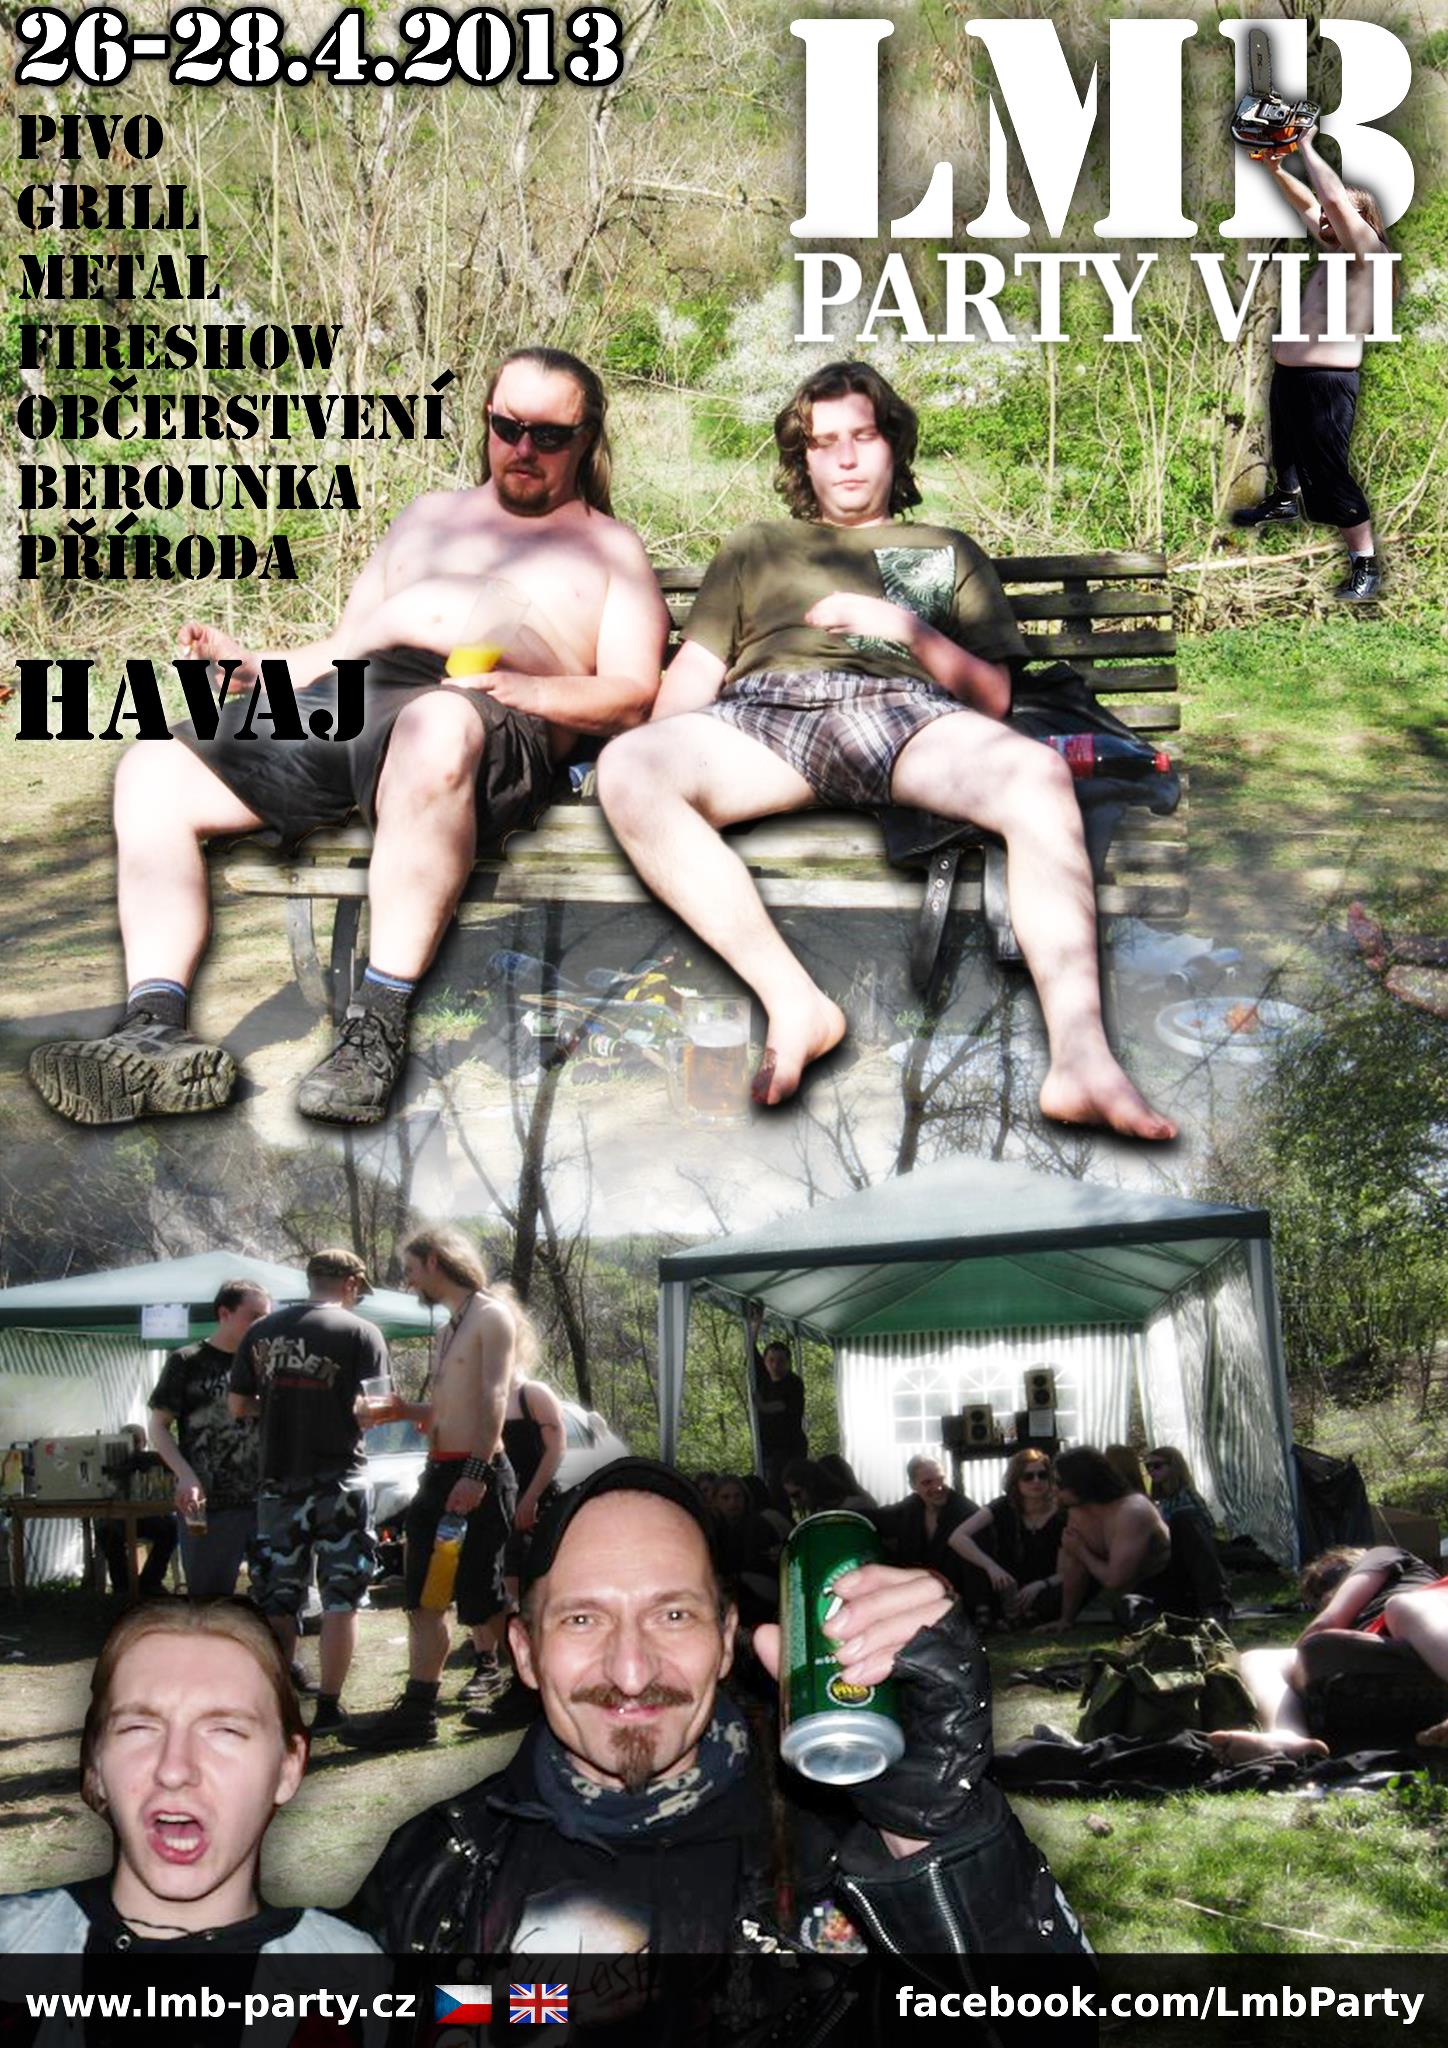 26-28.4.2013
LMB
PARTY VIII
PIVO
GRILL
METAL
FIRESHOW
OBČERSTVENÍ
BEROUNKA
PŘÍRODA
HAVAJ
www.lmb-party.cz
facebook.com/LmbParty